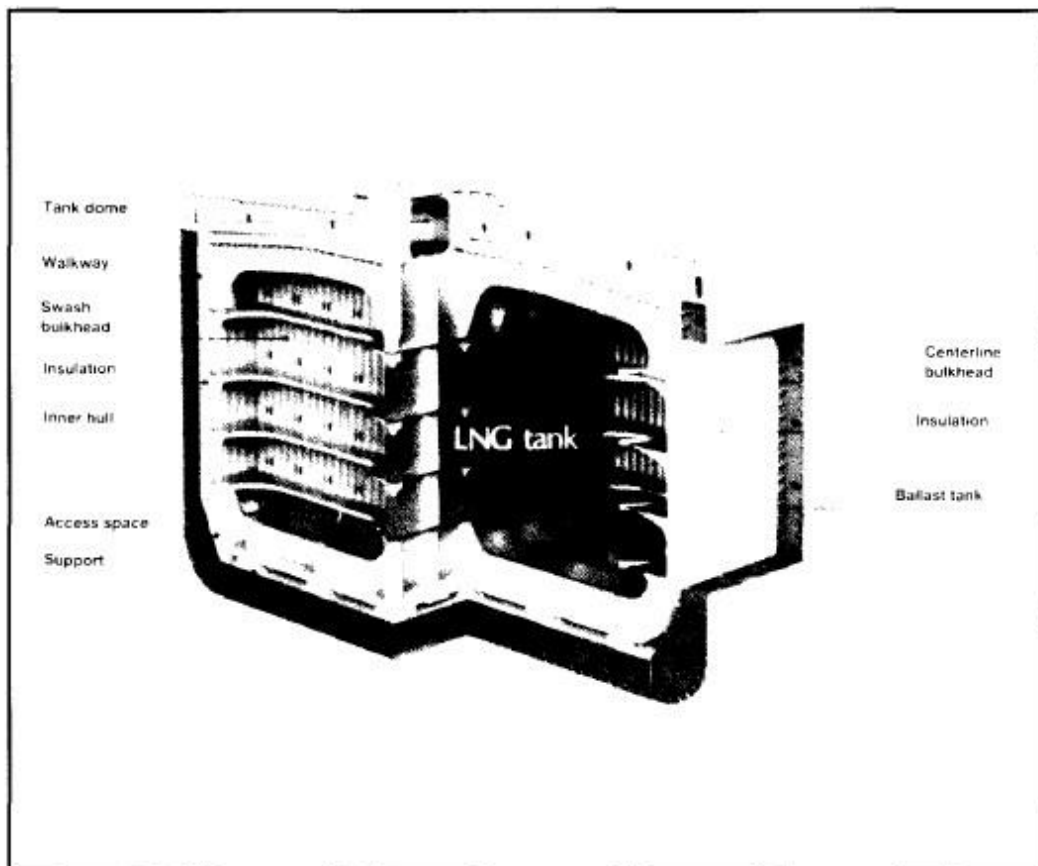 Tank dome
Walkway
Swash
bulkhead
Insulation
Inner hull
Access space
Support
LNG tank
Centerline
bulkhead
Insulation
Ballast tank